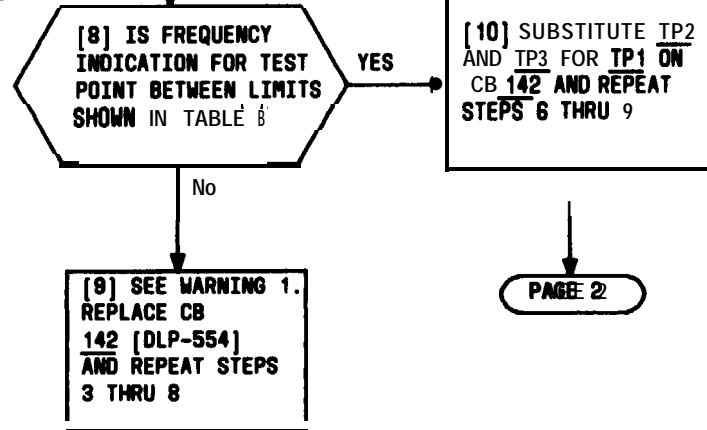 [8] IS FREQUENCY
INDICATION FOR TEST
POINT BETWEEN LIMITS
SHOWN IN TABLE B
YES
No
[9] SEE WARNING 1.
REPLACE CB
142 [DLP-554]
AND REPEAT STEPS
3 THRU 8
[10] SUBSTITUTE TP2
AND TP3 FOR TP1 ON
CB 142 AND REPEAT
STEPS 6 THRU 9
PAGE 2